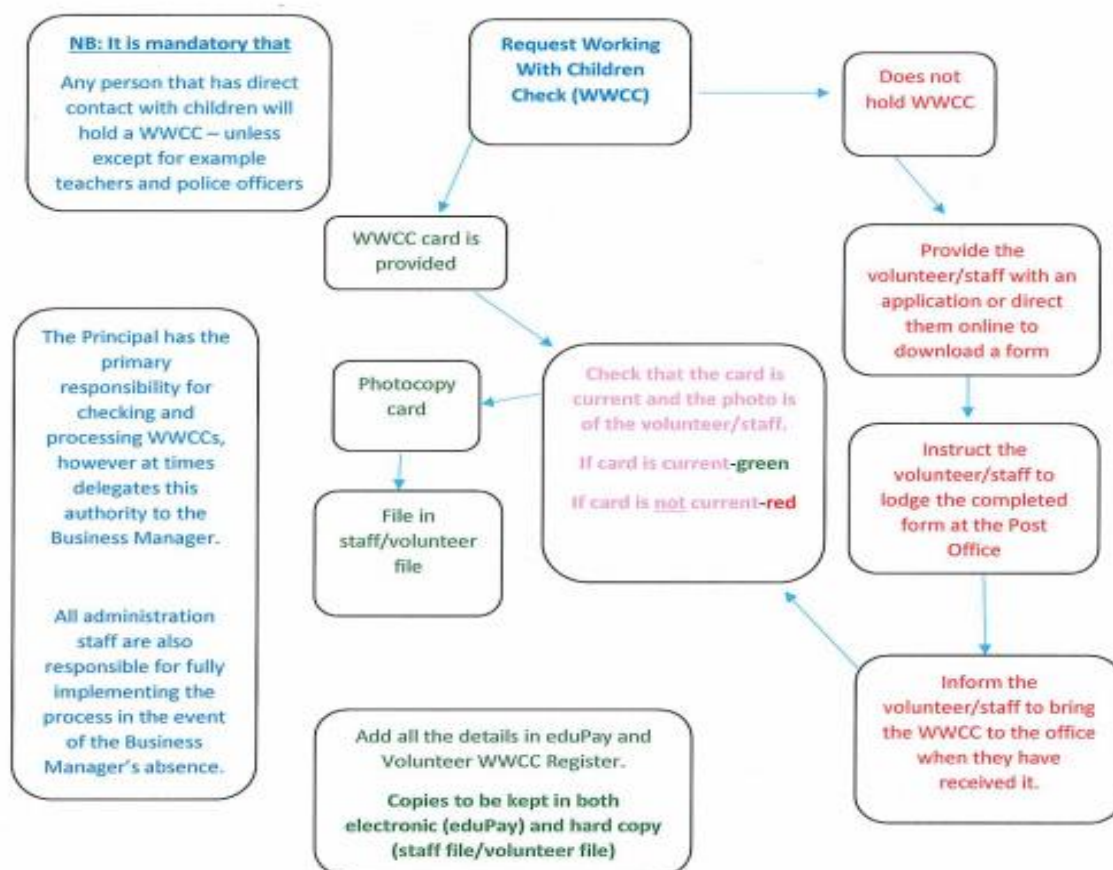 NB: It is mandatory that
Any person that has direct
contact with children will
hold a WWCC – unless
except for example
teachers and police officers
Request Working
With Children
Check (WWCC)
Does not
hold WWCC
WWCC card is
provided
Provide the
volunteer/staff with an
application or direct
them online to
download a form
The Principal has the
primary
responsibility for
checking and
processing WWCCs,
however at times
delegates this
authority to the
Business Manager.
All administration
staff are also
responsible for fully
implementing the
process in the event
of the Business
Manager's absence.
Photocopy
card
Check that the card is
current and the photo is
of the volunteer/staff.
If card is current-green
If card is not current-red
Instruct the
volunteer/staff to
lodge the completed
form at the Post
Office
File in
staff/volunteer
file
Inform the
volunteer/staff to bring
the WWCC to the office
when they have
received it.
Add all the details in eduPay and
Volunteer WWCC Register.
Copies to be kept in both
electronic (eduPay) and hard copy
(staff file/volunteer file)